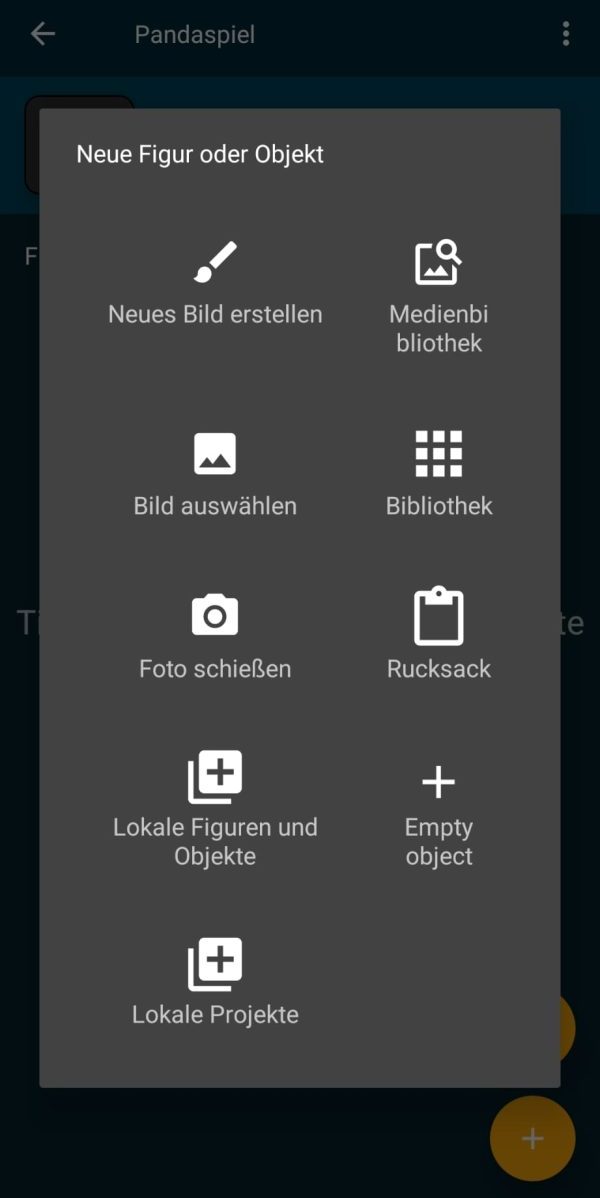 Pandaspiel
Neue Figur oder Objekt
Neues Bild erstellen
Medienbi
bliothek
Bild auswählen
Bibliothek
Foto schießen
Rucksack
Lokale Figuren und
Objekte
Empty
object
Lokale Projekte